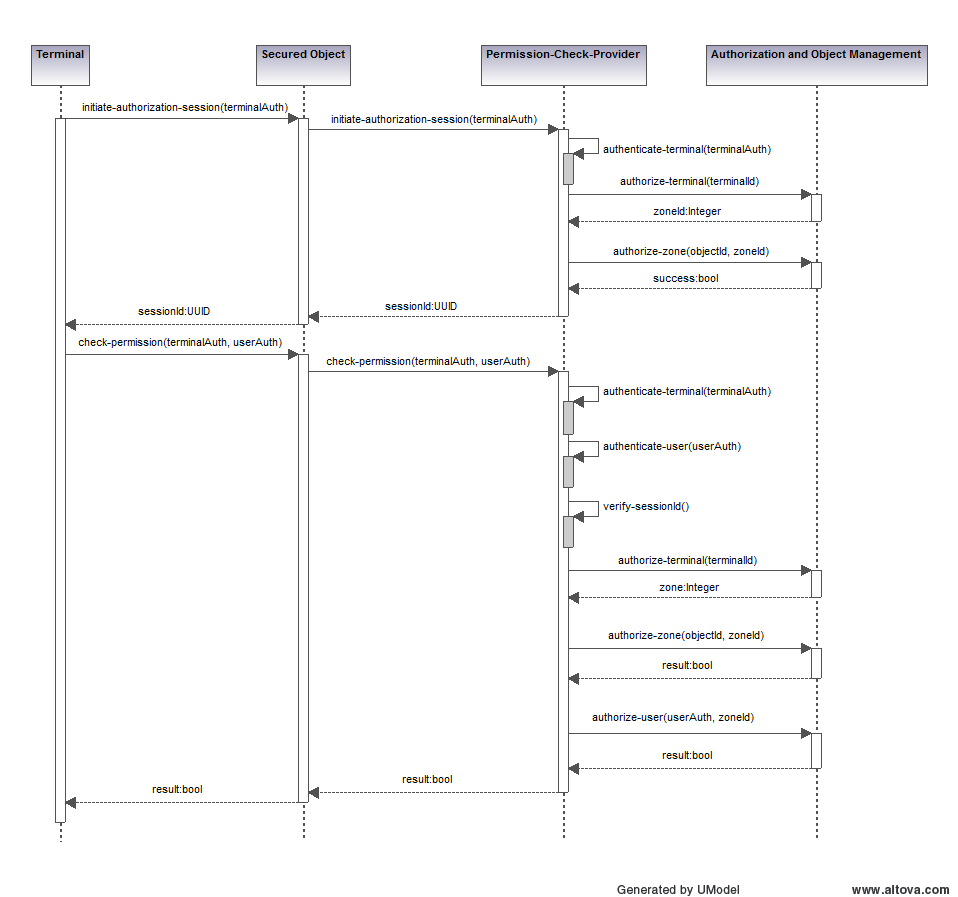 Terminal
Secured Object
Permission-Check-Provider
Authorization and Object Management
initiate-authorization-session(terminalAuth)
initiate-authorization-session(terminalAuth)
authenticate-terminal(terminalAuth)
authorize-terminal(terminalId)
zoneId:Integer
authorize-zone(objectId, zoneId)
success:bool
sessionId:UUID
sessionId:UUID
check-permission(terminalAuth, userAuth)
check-permission(terminalAuth, userAuth)
authenticate-terminal(terminalAuth)
authenticate-user(userAuth)
verify-sessionId()
authorize-terminal(terminalId)
zone:Integer
authorize-zone(objectId, zoneId)
result:bool
authorize-user(userAuth, zoneId)
result:bool
result:bool
result:bool
Generated by UModel
www.altova.com